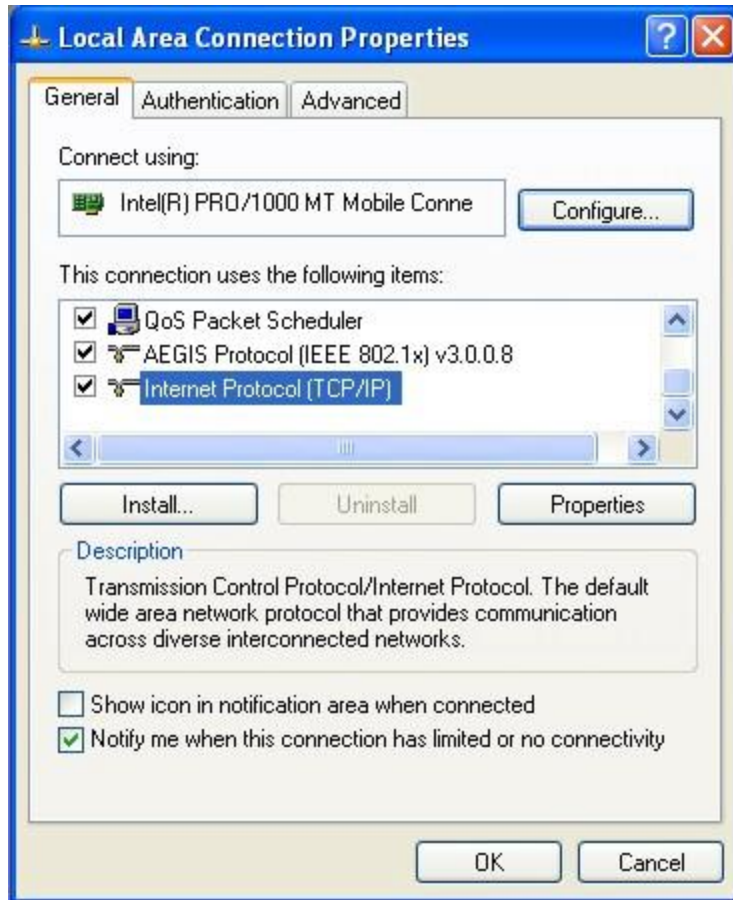 Local Area Connection Properties
General Authentication Advanced
Connect using:
Intel(R) PRO/1000 MT Mobile Conne
Configure...
This connection uses the following items:
QoS Packet Scheduler
AEGIS Protocol (IEEE 802.1x) v3.0.0.8
Internet Protocol (TCP/IP)
Install... Uninstall Properties
Description
Transmission Control Protocol/Internet Protocol. The default
wide area network protocol that provides communication
across diverse interconnected networks.
Show icon in notification area when connected
Notify me when this connection has limited or no connectivity
OK Cancel